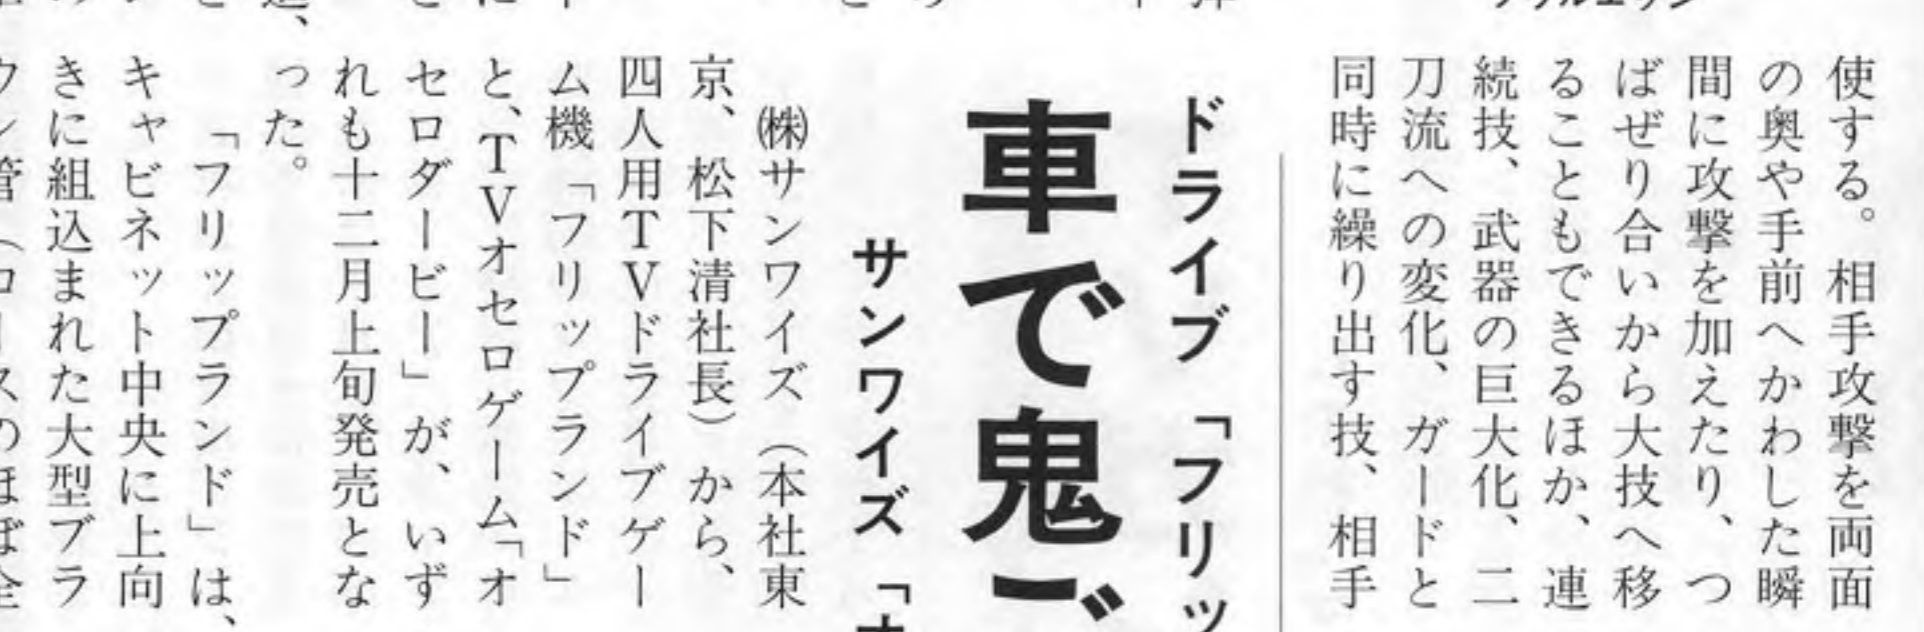 使する。相手攻撃を両面
の奥や手前へかわした瞬
間に攻撃を加えたり、つ
ばぜり合いから大技へ移
ることもできるほか、連
続技、武器の巨大化、二
刀流への変化、ガードと
同時に繰り出す技、相手
ドライブ「フリッ
車で鬼ご
サンワイズ「オ
㈱サンワイズ（本社東
京、松下清社長）から、
四人用TVドライブゲー
ム機「フリップランド」
と、TVオセロゲーム「オ
セロダービー」が、いず
れも十二月上旬発売とな
った。
「フリップランド」は、
キャビネット中央に上向
きに組込まれた大型ブラ
ウン管（コースのほぼ全